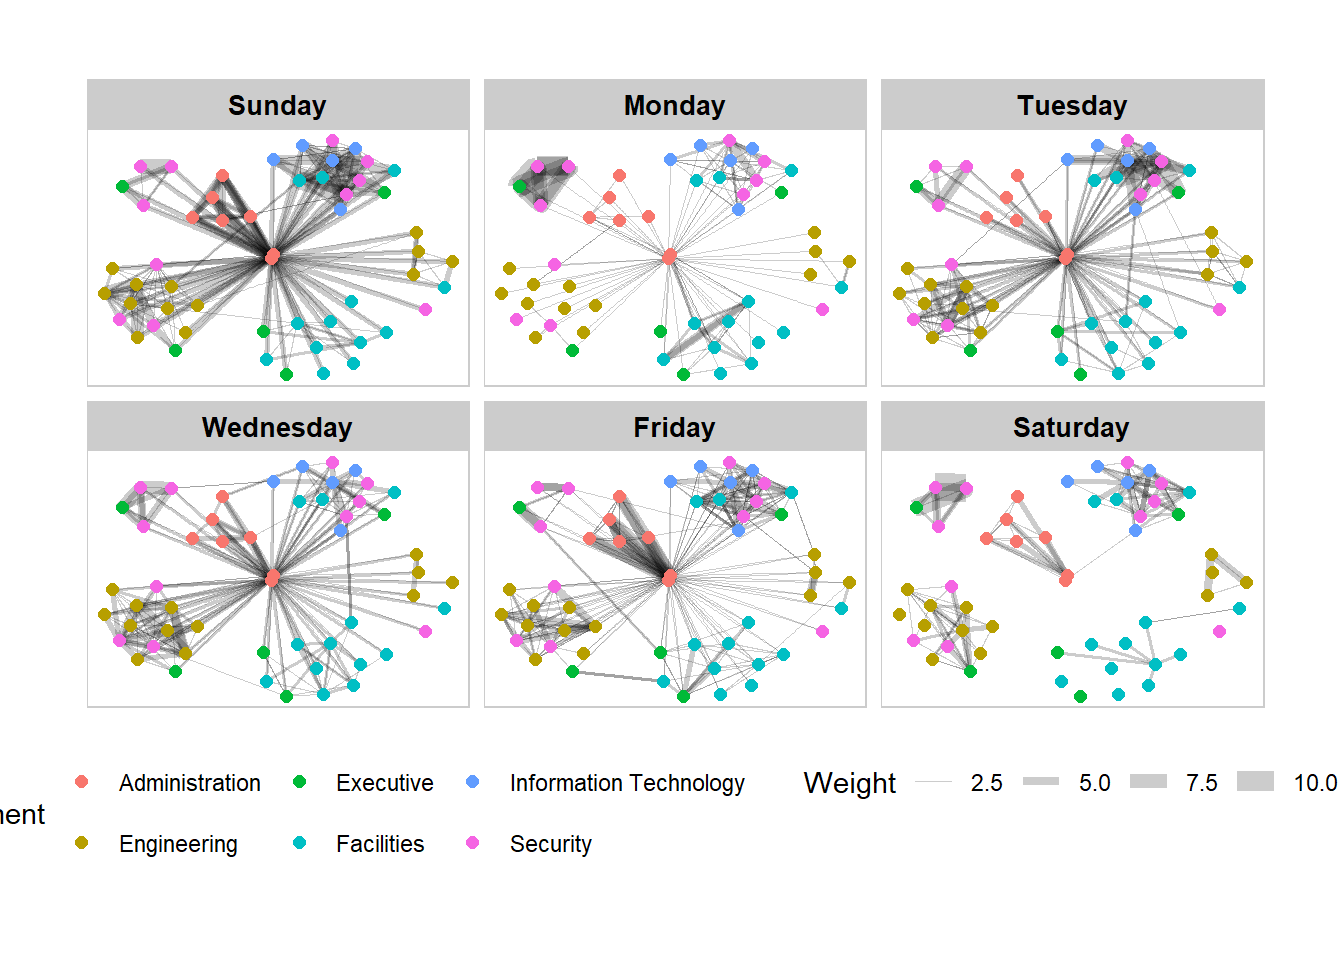 Sunday
Monday
Tuesday
Wednesday
Friday
Saturday
Administration
Executive
Information Technology
Engineering
Facilities
Security
Weight
2.5
5.0
7.5
10.0